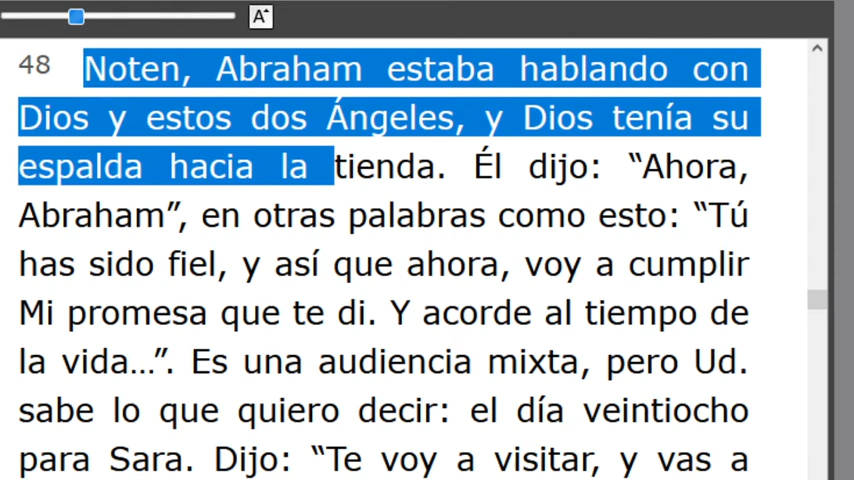 A
48 Noten, Abraham estaba hablando con
Dios y estos dos Ángeles, y Dios tenía su
espalda hacia la tienda. Él dijo: “Ahora,
Abraham”, en otras palabras como esto: “Tú
has sido fiel, y así que ahora, voy a cumplir
Mi promesa que te di. Y acorde al tiempo de
la vida...”. Es una audiencia mixta, pero Ud.
sabe lo que quiero decir: el día veintiocho
para Sara. Dijo: “Te voy a visitar, y vas a